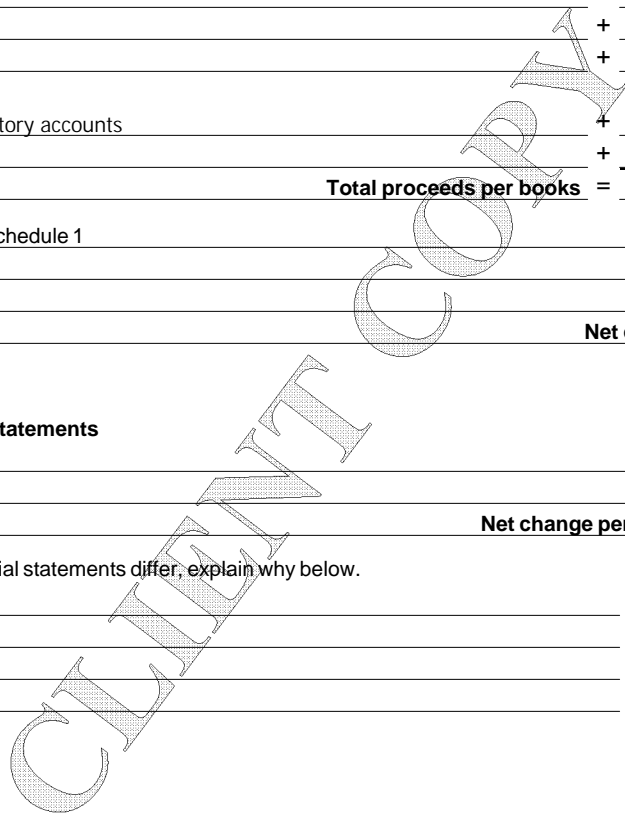 +
+
tory accounts +
+
Total proceeds per books =
chedule 1
Net
tatements
Net change per
ial statements differ, explain why below.
CLIENT COPY